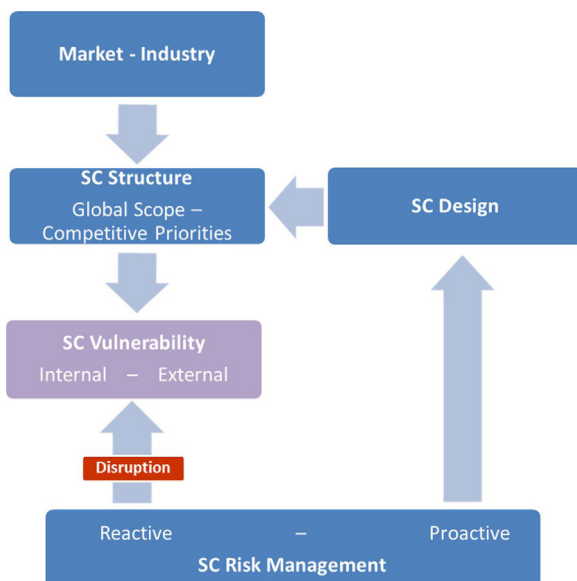 Market - Industry
SC Structure
Global Scope –
Competitive Priorities
SC Design
SC Vulnerability
Internal – External
Disruption
Reactive – Proactive
SC Risk Management